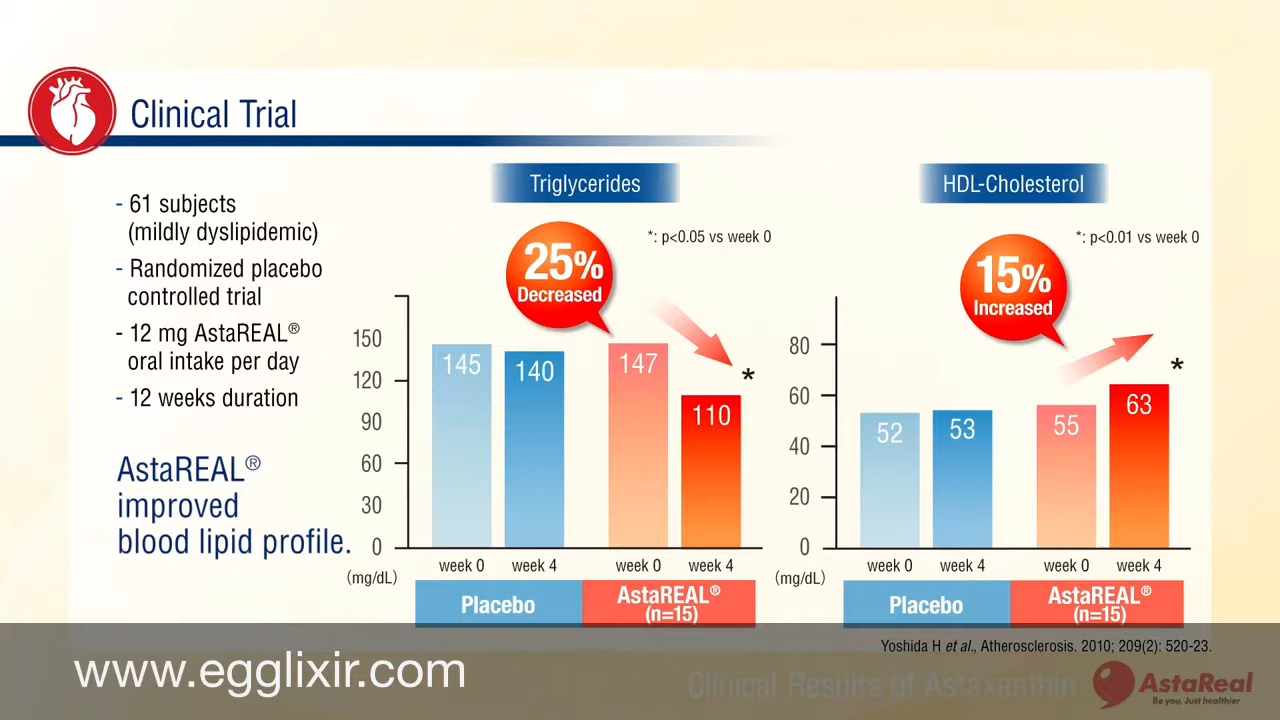 Clinical Trial
- 61 subjects
(mildly dyslipidemic)
- Randomized placebo
controlled trial
- 12 mg AstaREAL®
oral intake per day
- 12 weeks duration
AstaREAL®
improved
blood lipid profile.
Triglycerides
*: p<0.05 vs week 0
25%
Decreased
150
120
90
60
30
0
(mg/dL)
145
140
147
110
*
week 0
week 4
week 0
week 4
Placebo
AstaREAL®
(n=15)
HDL-Cholesterol
*: p<0.01 vs week 0
15%
Increased
80
60
40
20
0
(mg/dL)
52
53
55
63
*
week 0
week 4
week 0
week 4
Placebo
AstaREAL®
(n=15)
Yoshida H et al., Atherosclerosis. 2010; 209(2): 520-23.
www.egglixir.com
Clinical Results of Astaxanthin
AstaReal
Be you, Just healthier